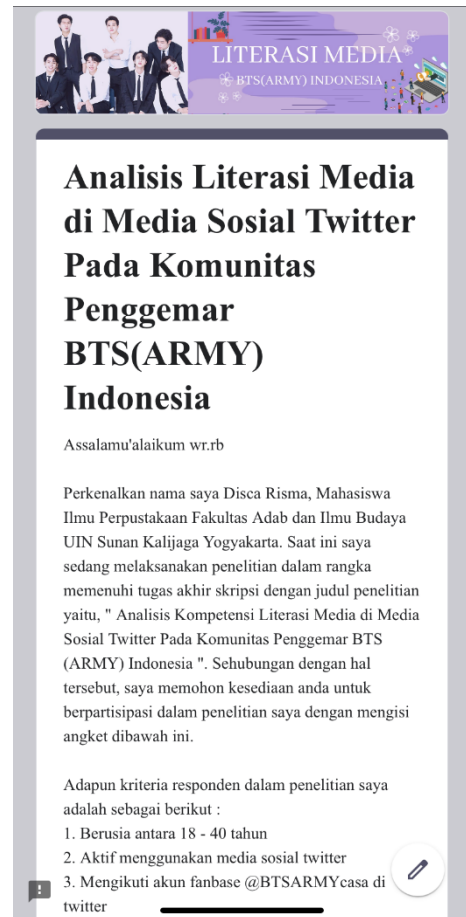 LITERASI MEDIA
BTS(ARMY) INDONESIA
Analisis Literasi Media
di Media Sosial Twitter
Pada Komunitas
Penggemar
BTS(ARMY)
Indonesia
Assalamu'alaikum wr.rb
Perkenalkan nama saya Disca Risma, Mahasiswa
Ilmu Perpustakaan Fakultas Adab dan Ilmu Budaya
UIN Sunan Kalijaga Yogyakarta. Saat ini saya
sedang melaksanakan penelitian dalam rangka
memenuhi tugas akhir skripsi dengan judul penelitian
yaitu, " Analisis Kompetensi Literasi Media di Media
Sosial Twitter Pada Komunitas Penggemar BTS
(ARMY) Indonesia ". Sehubungan dengan hal
tersebut, saya memohon kesediaan anda untuk
berpartisipasi dalam penelitian saya dengan mengisi
angket dibawah ini.
Adapun kriteria responden dalam penelitian saya
adalah sebagai berikut :
1. Berusia antara 18 - 40 tahun
2. Aktif menggunakan media sosial twitter
3. Mengikuti akun fanbase @BTSARMYcasa di
twitter